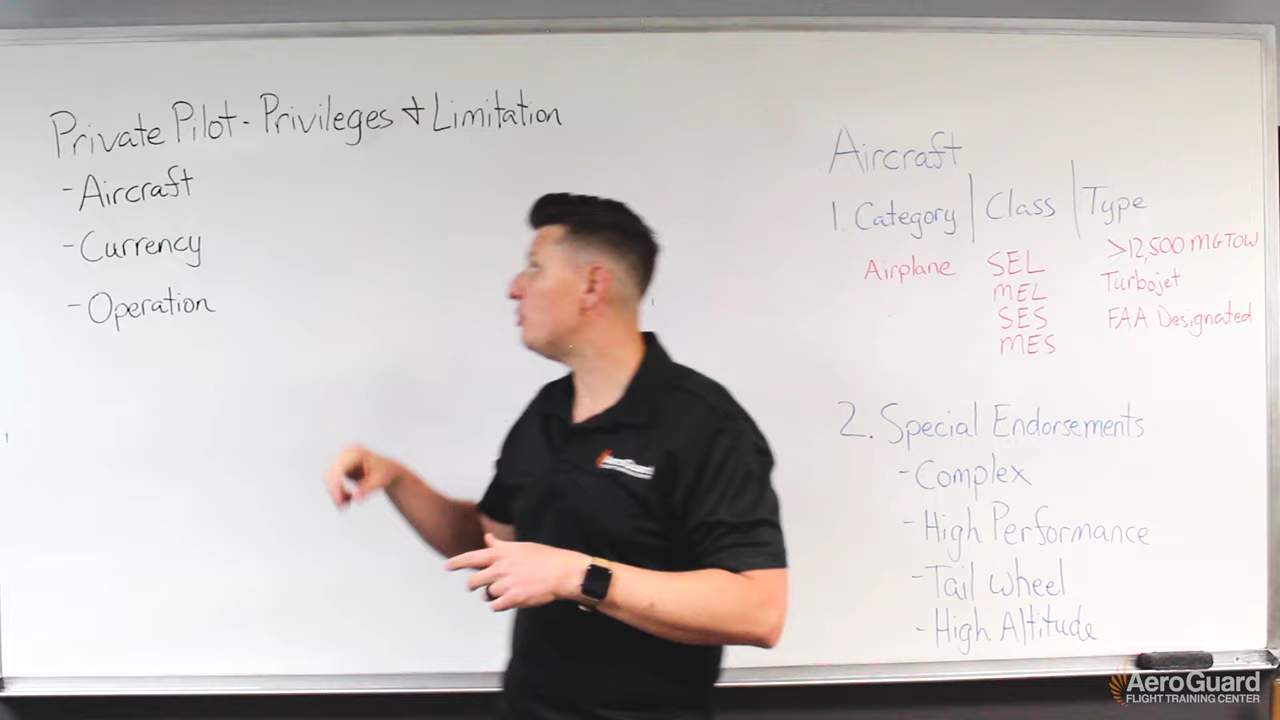 Private Pilot - Privileges & Limitation
- Aircraft
- Currency
- Operation
Aircraft
1. Category | Class | Type
Airplane SEL >12,500 MGTOW
MEL Turbojet
SES FAA Designated
MES
2. Special Endorsements
- Complex
- High Performance
- Tail Wheel
- High Altitude
AeroGuard
AeroGuard
FLIGHT TRAINING CENTER